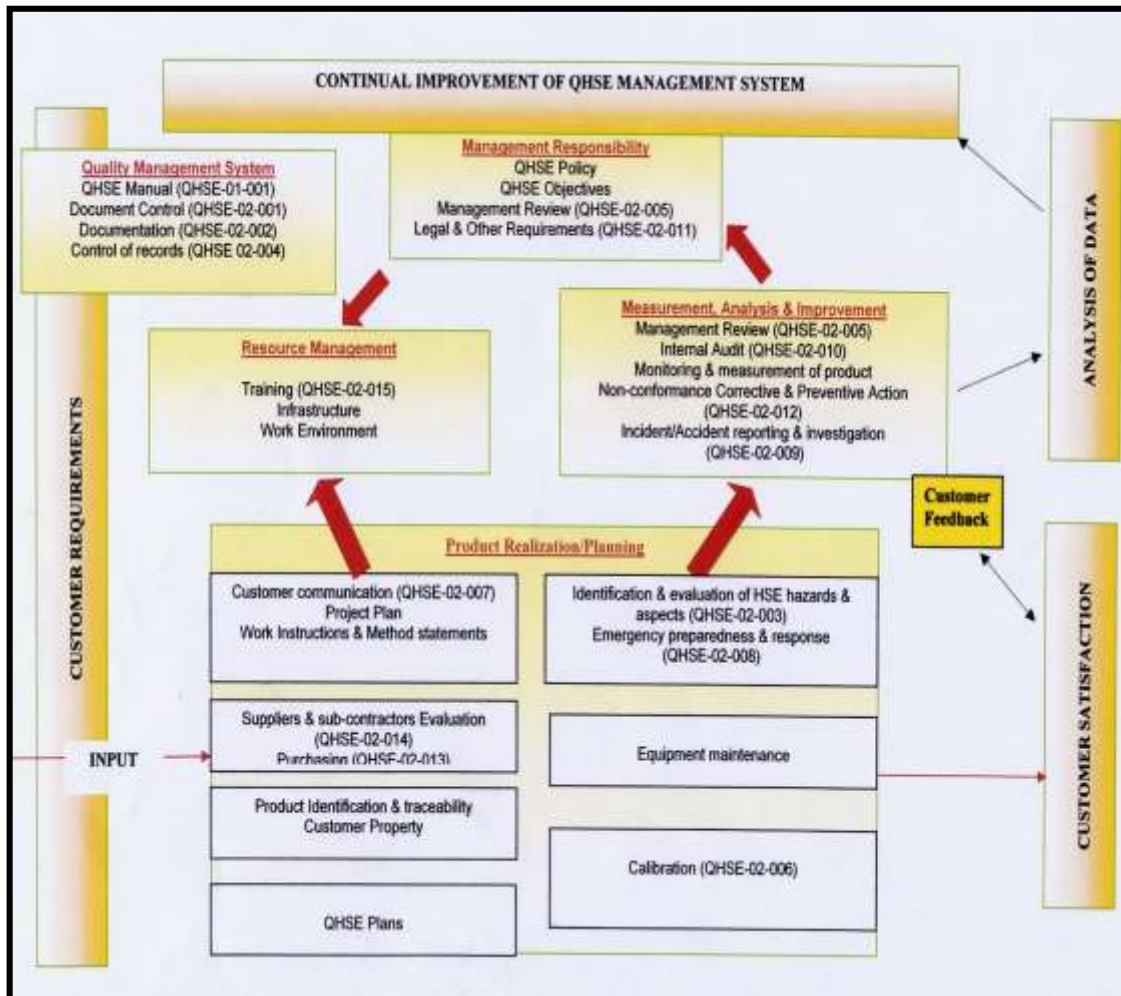 CONTINUAL IMPROVEMENT OF QHSE MANAGEMENT SYSTEM
Management Responsibility
QHSE Policy
QHSE Objectives
Management Review (QHSE-02-005)
Legal & Other Requirements (QHSE-02-011)
Quality Management System
QHSE Manual (QHSE-01-001)
Document Control (QHSE-02-001)
Documentation (QHSE-02-002)
Control of records (QHSE 02-004)
CUSTOMER REQUIREMENTS
Resource Management
Training (QHSE-02-015)
Infrastructure
Work Environment
Measurement, Analysis & Improvement
Management Review (QHSE-02-005)
Internal Audit (QHSE-02-010)
Monitoring & measurement of product
Non-conformance Corrective & Preventive Action
(QHSE-02-012)
Incident/Accident reporting & investigation
(QHSE-02-009)
ANALYSIS OF DATA
Customer
Feedback
CUSTOMER SATISFACTION
Product Realization/Planning
Customer communication (QHSE-02-007)
Project Plan
Work Instructions & Method statements
Identification & evaluation of HSE hazards &
aspects (QHSE-02-003)
Emergency preparedness & response
(QHSE-02-008)
Suppliers & sub-contractors Evaluation
(QHSE-02-014)
Purchasing (QHSE-02-013)
Equipment maintenance
INPUT
Product Identification & traceability
Customer Property
Calibration (QHSE-02-006)
QHSE Plans